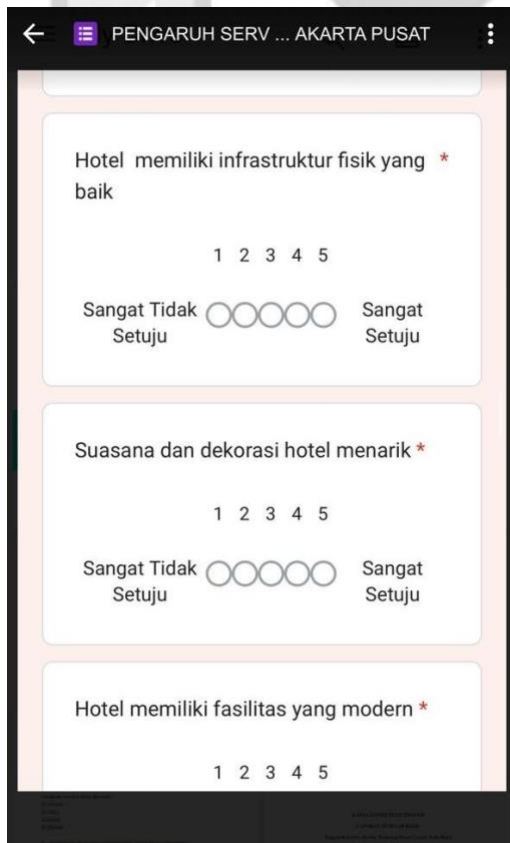 PENGARUH SERV ... AKARTA PUSAT
Hotel memiliki infrastruktur fisik yang *
baik
1 2 3 4 5
Sangat Tidak Setuju
Sangat Setuju
Suasana dan dekorasi hotel menarik *
1 2 3 4 5
Sangat Tidak Setuju
Sangat Setuju
Hotel memiliki fasilitas yang modern *
1 2 3 4 5